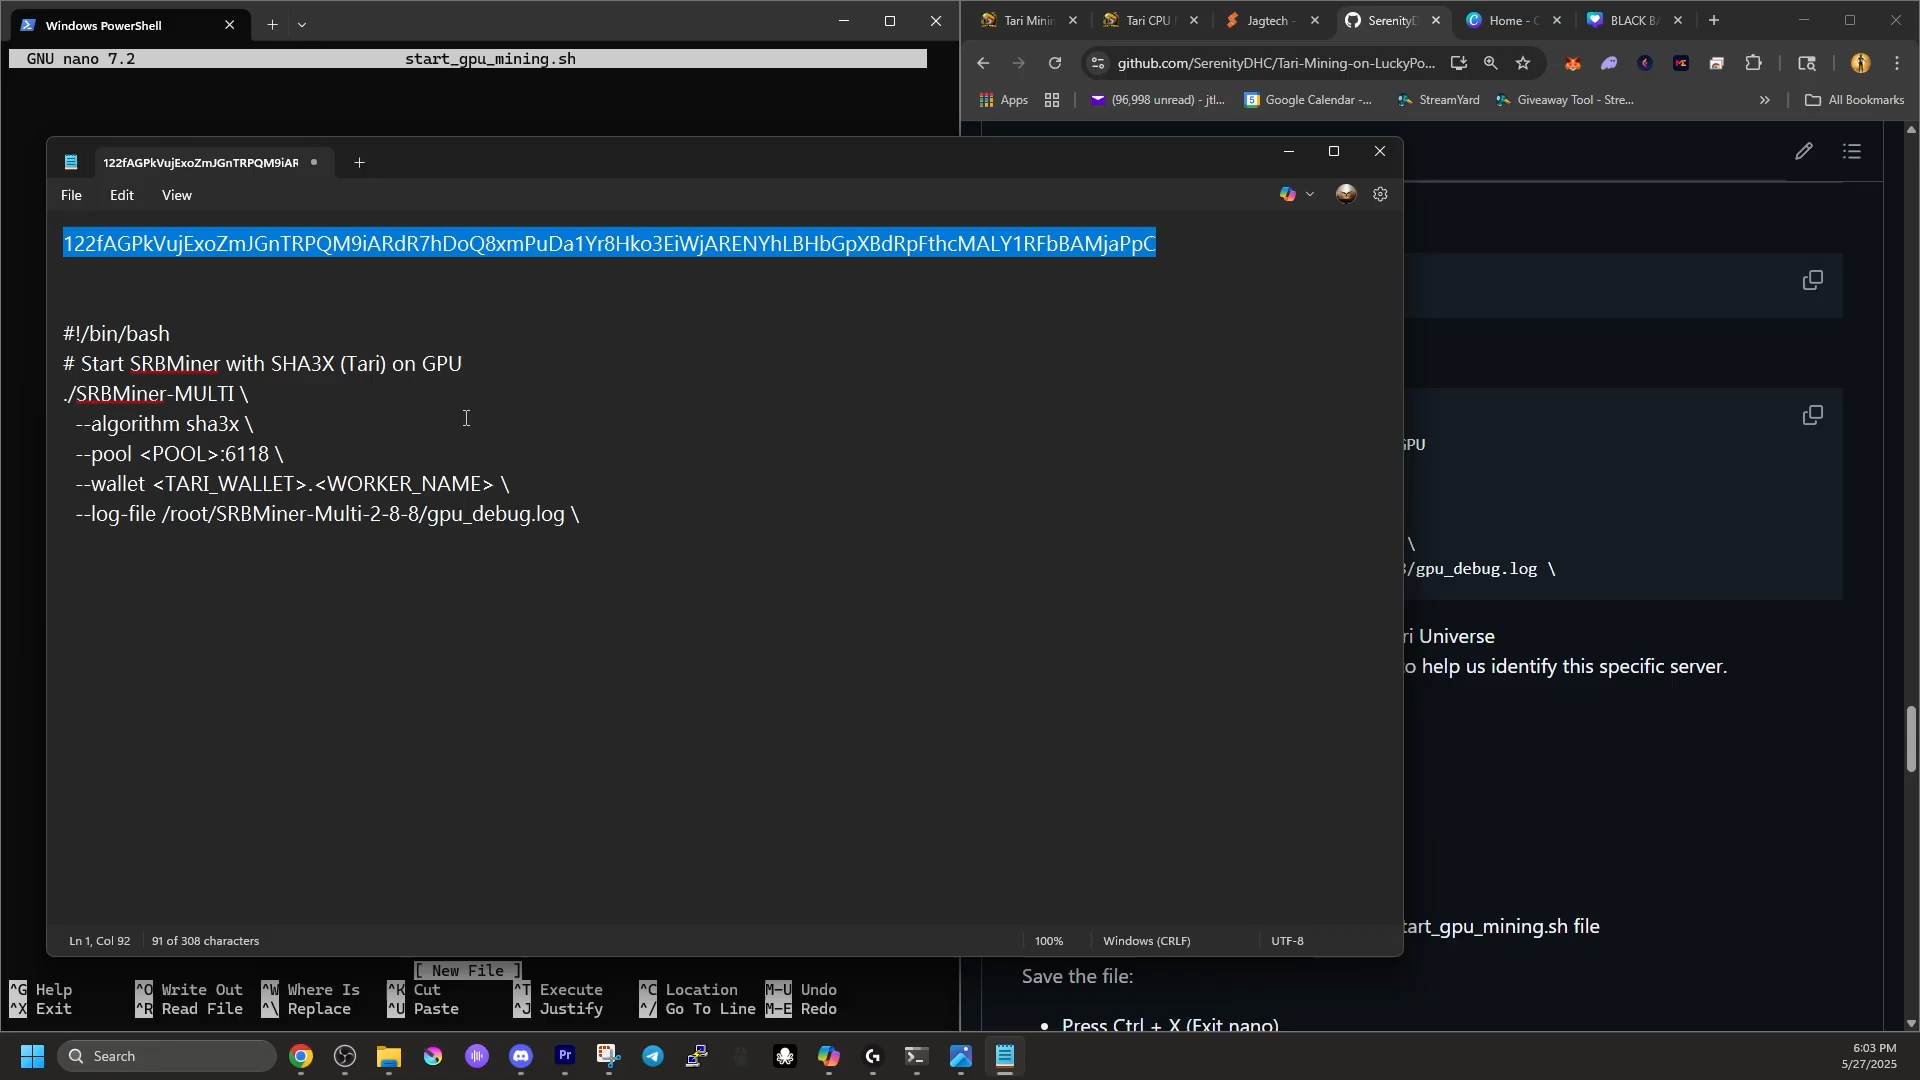 Windows PowerShell
GNU nano 7.2
start_gpu_mining.sh
Tari Minin
Tari CPU
Jagtech -
SerenityD
Home - C
BLACK BA
github.com/SerenityDHC/Tari-Mining-on-LuckyPo...
Apps
(96,998 unread) - jtl...
Google Calendar -...
StreamYard
Giveaway Tool - Stre...
»
All Bookmarks
122fAGPkVujExoZmJGnTRPQM9iAR
File
Edit
View
122fAGPkVujExoZmJGnTRPQM9iARdR7hDoQ8xmPuDa1Yr8Hko3EiWjARENYhLBHbGpXBdRpFthcMALY1RFbBAMjaPpC
#!/bin/bash
# Start SRBMiner with SHA3X (Tari) on GPU
./SRBMiner-MULTI \
--algorithm sha3x \
--pool <POOL>:6118 \
--wallet <TARI_WALLET>.<WORKER_NAME> \
--log-file /root/SRBMiner-Multi-2-8-8/gpu_debug.log \
Ln 1, Col 92
91 of 308 characters
100%
Windows (CRLF)
UTF-8
GPU
\
/gpu_debug.log \
ri Universe
o help us identify this specific server.
tart_gpu_mining.sh file
Save the file:
• Press Ctrl + X (Exit nano)
[ New File ]
^G Help ^O Write Out ^W Where Is ^K Cut ^T Execute ^C Location M-U Undo
^X Exit ^R Read File ^\ Replace ^U Paste ^J Justify ^/ Go To Line M-E Redo
Search
6:03 PM
5/27/2025